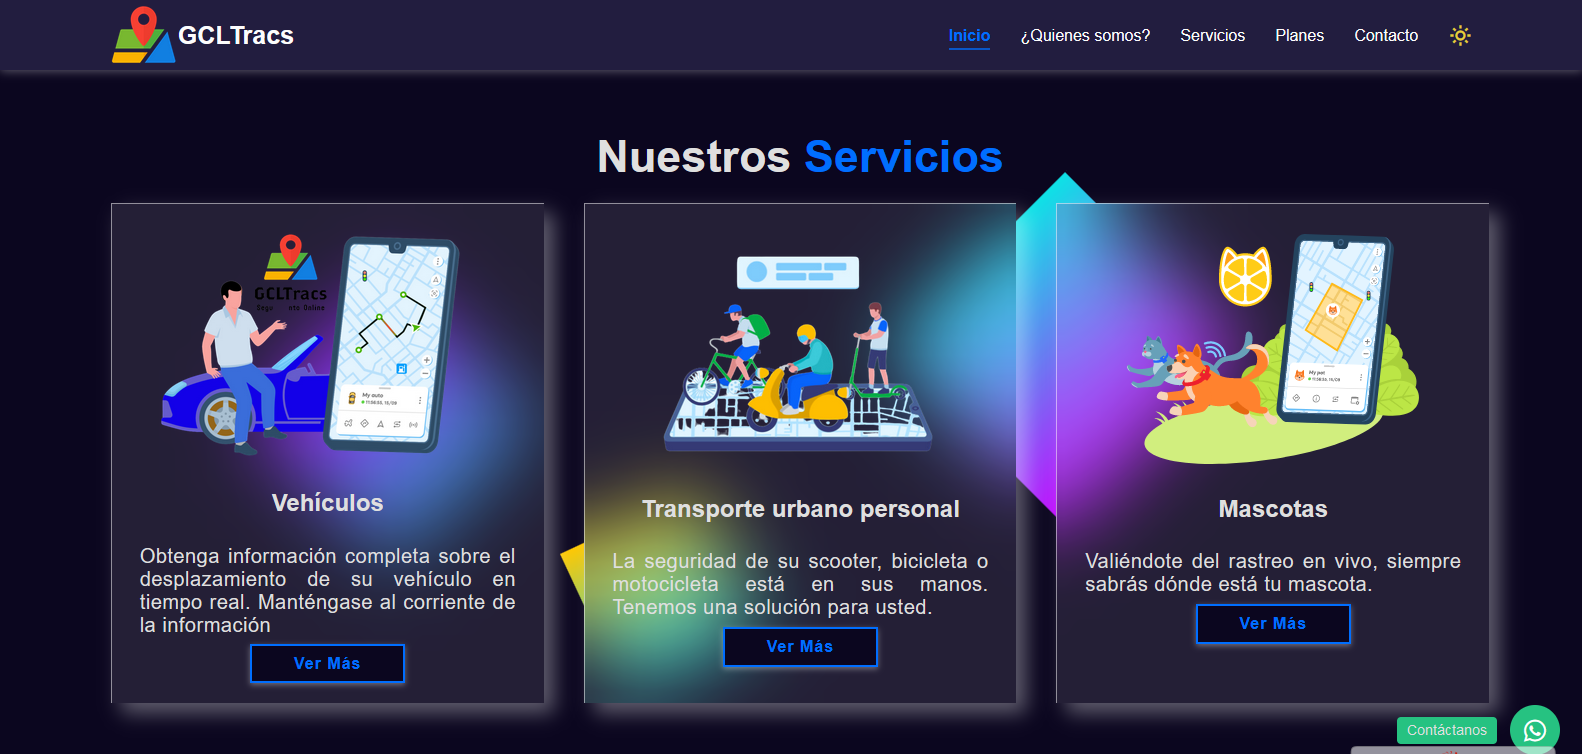 GCLTracs
Inicio
¿Quienes somos?
Servicios
Planes
Contacto
Nuestros Servicios
GCLTracs
My auto
My pet
Vehículos
Obtenga información completa sobre el
desplazamiento de su vehículo en
tiempo real. Manténgase al corriente de
la información
Ver Más
Transporte urbano personal
La seguridad de su scooter, bicicleta o
motocicleta está en sus manos.
Tenemos una solución para usted.
Ver Más
Mascotas
Valiéndote del rastreo en vivo, siempre
sabrás dónde está tu mascota.
Ver Más
Contáctanos